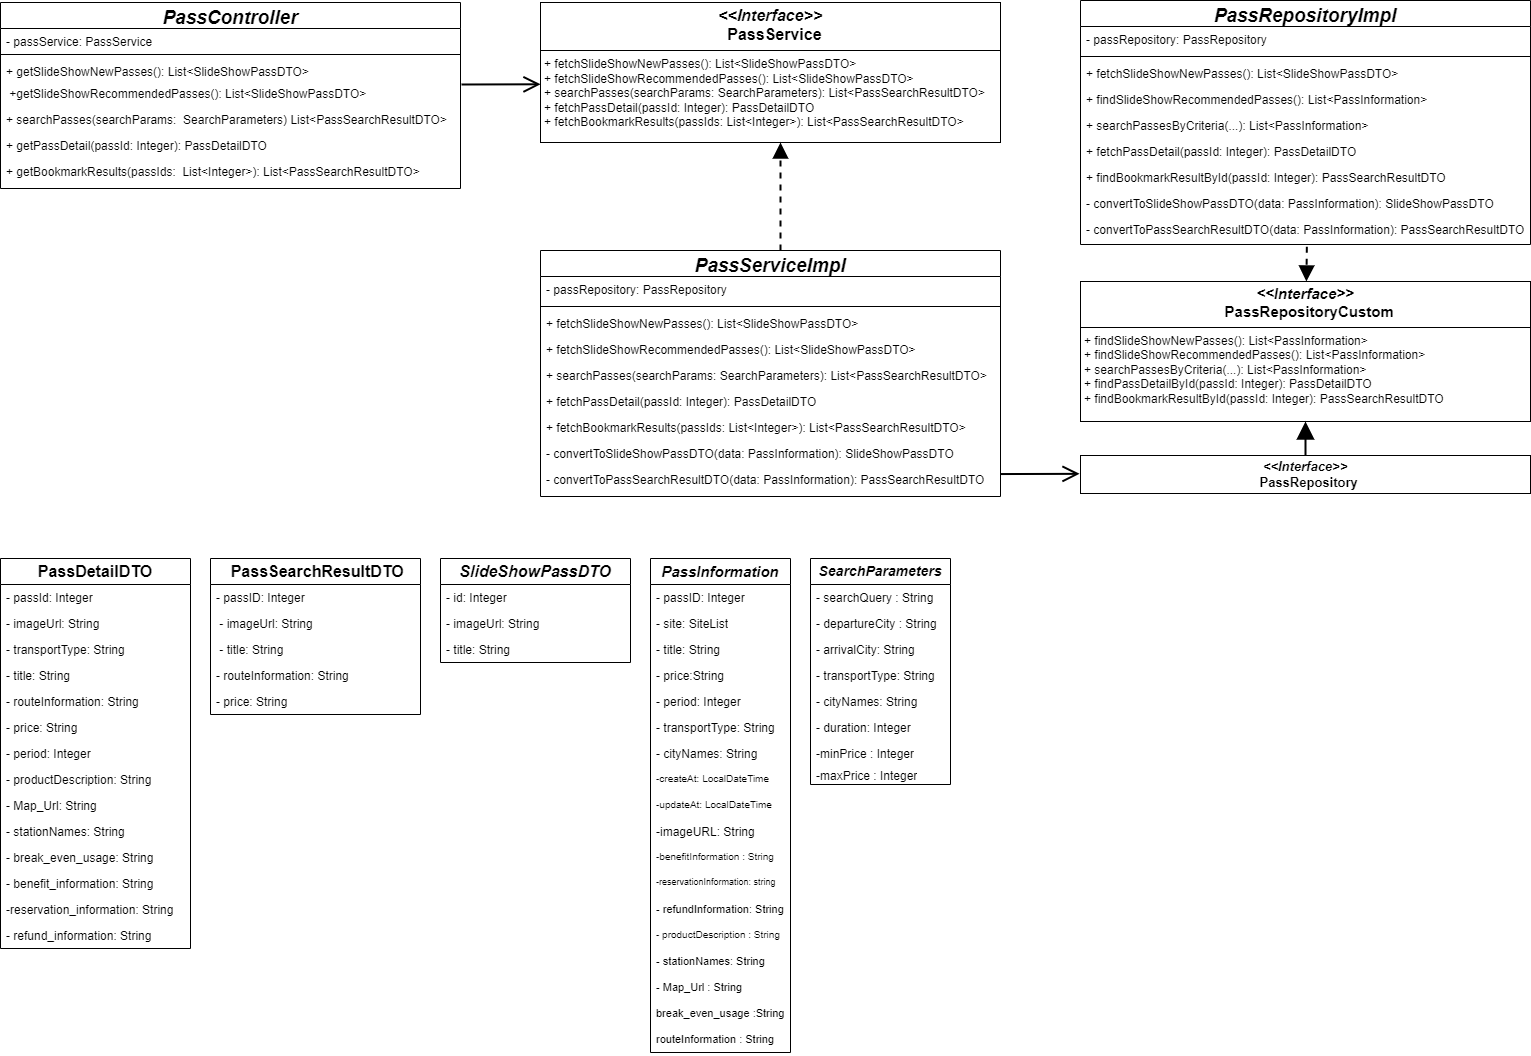 PassController
- passService: PassService
+ getSlideShowNewPasses(): List<SlideShowPassDTO>
+getSlideShowRecommendedPasses(): List<SlideShowPassDTO>
+ searchPasses(searchParams:  SearchParameters) List<PassSearchResultDTO>
+ getPassDetail(passId: Integer): PassDetailDTO
+ getBookmarkResults(passIds:  List<Integer>): List<PassSearchResultDTO>
<<Interface>>
PassService
+ fetchSlideShowNewPasses(): List<SlideShowPassDTO>
+ fetchSlideShowRecommendedPasses(): List<SlideShowPassDTO>
+ searchPasses(searchParams: SearchParameters): List<PassSearchResultDTO>
+ fetchPassDetail(passId: Integer): PassDetailDTO
+ fetchBookmarkResults(passIds: List<Integer>): List<PassSearchResultDTO>
PassRepositoryImpl
- passRepository: PassRepository
+ fetchSlideShowNewPasses(): List<SlideShowPassDTO>
+ findSlideShowRecommendedPasses(): List<PassInformation>
+ searchPassesByCriteria(...): List<PassInformation>
+ fetchPassDetail(passId: Integer): PassDetailDTO
+ findBookmarkResultById(passId: Integer): PassSearchResultDTO
- convertToSlideShowPassDTO(data: PassInformation): SlideShowPassDTO
- convertToPassSearchResultDTO(data: PassInformation): PassSearchResultDTO
PassServiceImpl
- passRepository: PassRepository
+ fetchSlideShowNewPasses(): List<SlideShowPassDTO>
+ fetchSlideShowRecommendedPasses(): List<SlideShowPassDTO>
+ searchPasses(searchParams: SearchParameters): List<PassSearchResultDTO>
+ fetchPassDetail(passId: Integer): PassDetailDTO
+ fetchBookmarkResults(passIds: List<Integer>): List<PassSearchResultDTO>
- convertToSlideShowPassDTO(data: PassInformation): SlideShowPassDTO
- convertToPassSearchResultDTO(data: PassInformation): PassSearchResultDTO
<<Interface>>
PassRepositoryCustom
+ findSlideShowNewPasses(): List<PassInformation>
+ findSlideShowRecommendedPasses(): List<PassInformation>
+ searchPassesByCriteria(...): List<PassInformation>
+ findPassDetailById(passId: Integer): PassDetailDTO
+ findBookmarkResultById(passId: Integer): PassSearchResultDTO
<<Interface>>
PassRepository
PassDetailDTO
- passId: Integer
- imageUrl: String
- transportType: String
- title: String
- routeInformation: String
- price: String
- period: Integer
- productDescription: String
- Map_Url: String
- stationNames: String
- break_even_usage: String
- benefit_information: String
-reservation_information: String
- refund_information: String
PassSearchResultDTO
- passID: Integer
- imageUrl: String
- title: String
- routeInformation: String
- price: String
SlideShowPassDTO
- id: Integer
- imageUrl: String
- title: String
PassInformation
- passID: Integer
- site: SiteList
- title: String
- price:String
- period: Integer
- transportType: String
- cityNames: String
-createAt: LocalDateTime
-updateAt: LocalDateTime
-imageURL: String
-benefitInformation : String
-reservationInformation: string
- refundInformation: String
- productDescription : String
- stationNames: String
- Map_Url : String
break_even_usage :String
routeInformation : String
SearchParameters
- searchQuery : String
- departureCity : String
- arrivalCity: String
- transportType: String
- cityNames: String
- duration: Integer
-minPrice : Integer
-maxPrice : Integer